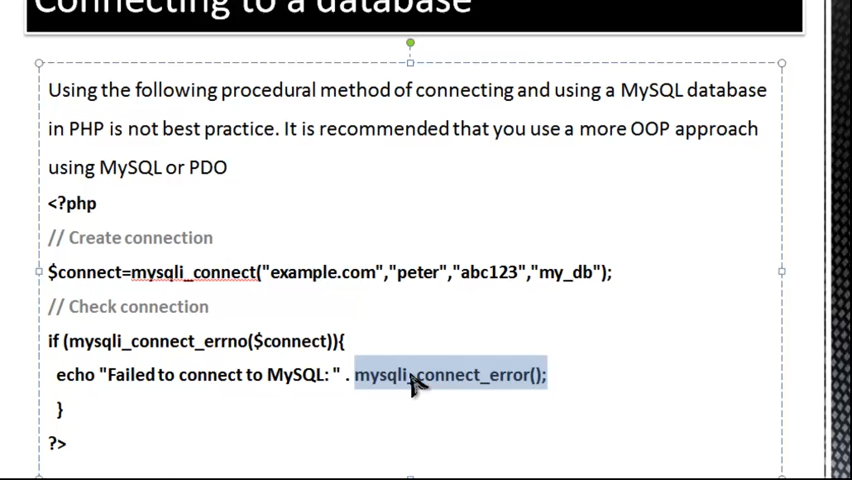 Connecting to a database
Using the following procedural method of connecting and using a MySQL database
in PHP is not best practice. It is recommended that you use a more OOP approach
using MySQL or PDO
<?php
// Create connection
$connect=mysqli_connect("example.com","peter","abc123","my_db");
// Check connection
if (mysqli_connect_errno($connect)){
echo "Failed to connect to MySQL: " . mysqli_connect_error();
}
?>